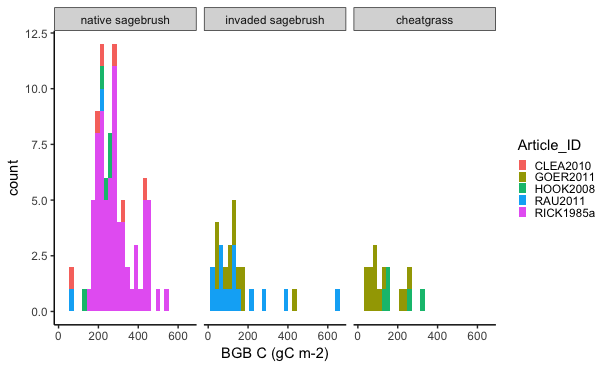 native sagebrush
invaded sagebrush
cheatgrass
12.5
10.0
7.5
5.0
2.5
0.0
count
0 200 400 600
0 200 400 600
0 200 400 600
BGB C (gC m-2)
Article_ID
CLEA2010
GOER2011
HOOK2008
RAU2011
RICK1985a